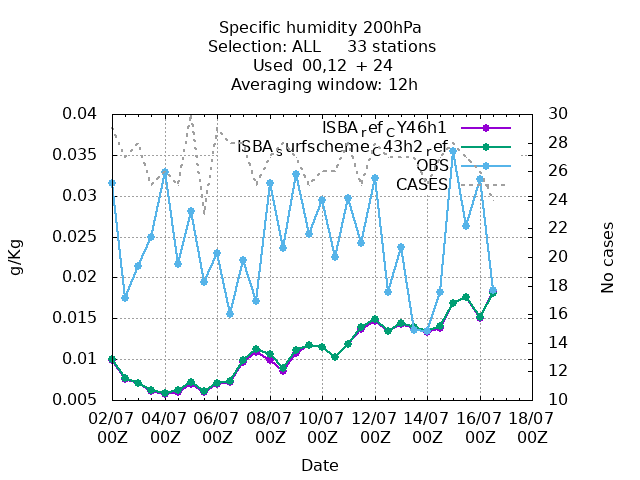 Specific humidity 200hPa
Selection: ALL 33 stations
Used 00,12 + 24
Averaging window: 12h
0.04
0.035
0.03
0.025
0.02
0.015
0.01
0.005
g/Kg
30
28
26
24
22
20
18
16
14
12
10
No cases
ISBA_ref_CY46h1
iSBA_surfscheme_C43h2_ref
OBS
CASES
02/07 04/07 06/07 08/07 10/07 12/07 14/07 16/07 18/07
00Z 00Z 00Z 00Z 00Z 00Z 00Z 00Z 00Z
Date